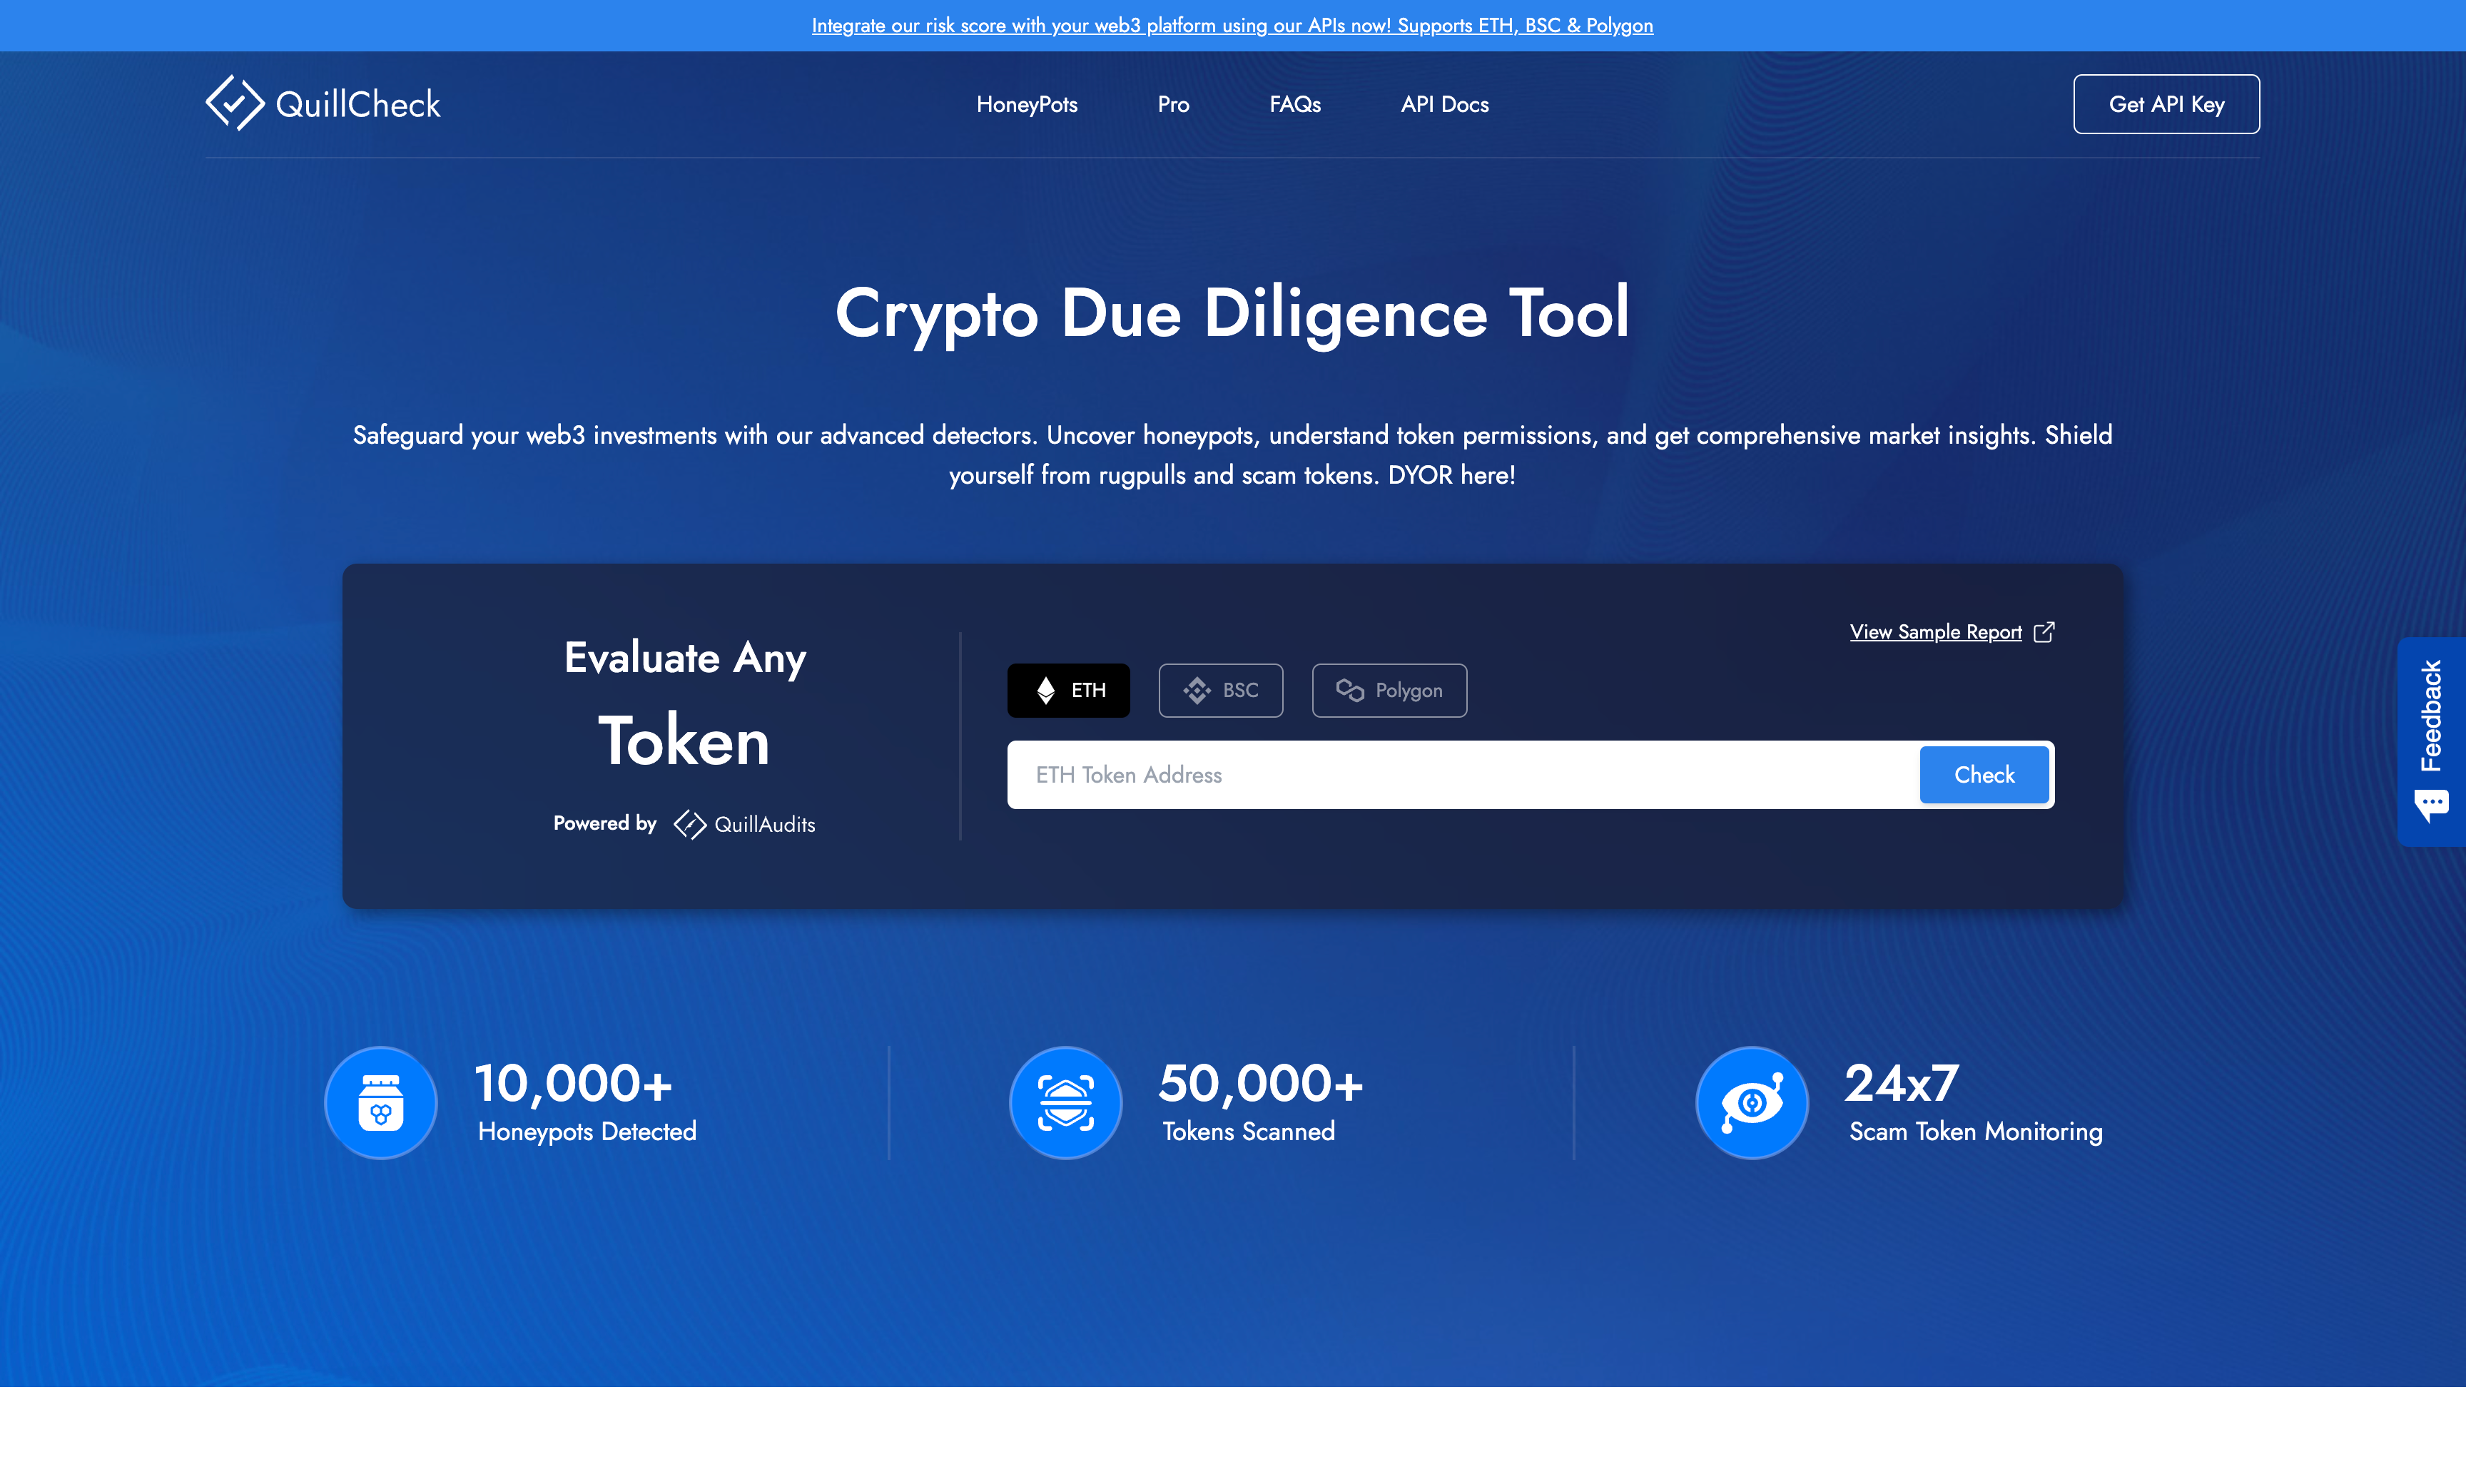 Integrate our risk score with your web3 platform using our APIs now! Supports ETH, BSC & Polygon
QuillCheck
HoneyPots
Pro
FAQs
API Docs
Get API Key
Crypto Due Diligence Tool
Safeguard your web3 investments with our advanced detectors. Uncover honeypots, understand token permissions, and get comprehensive market insights. Shield
yourself from rugpulls and scam tokens. DYOR here!
Evaluate Any
Token
Powered by QuillAudits
View Sample Report
ETH
BSC
Polygon
ETH Token Address
Check
Feedback
10,000+
Honeypots Detected
50,000+
Tokens Scanned
24x7
Scam Token Monitoring